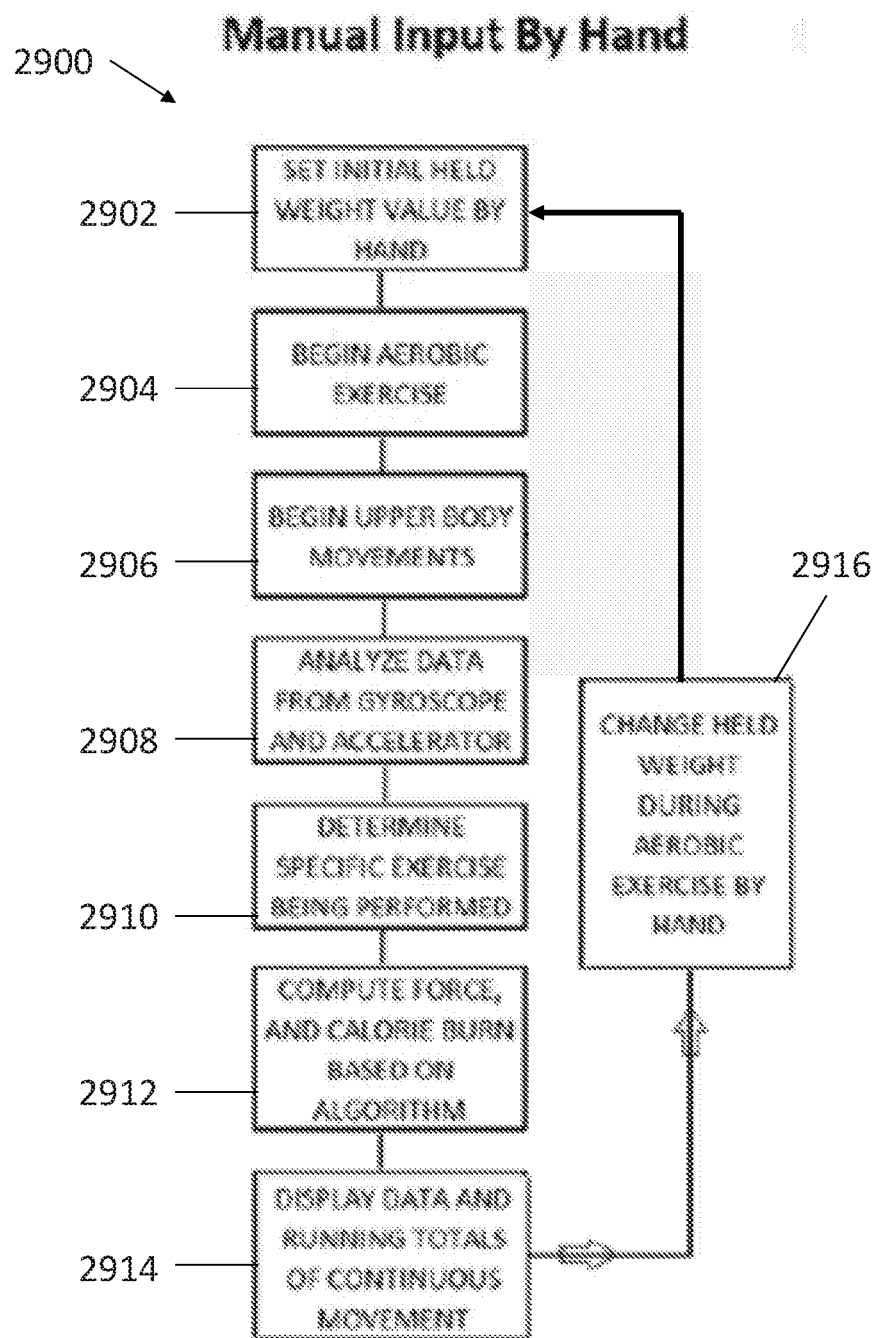 Manual Input By Hand
2900
2902
SET INITIAL HELD
WEIGHT VALUE BY
HAND
2904
BEGIN AEROBIC
EXERCISE
2906
BEGIN UPPER BODY
MOVEMENTS
2908
ANALYZE DATA
FROM GYROSCOPE
AND ACCELERATOR
2910
DETERMINE
SPECIFIC EXERCISE
BEING PERFORMED
2912
COMPUTE FORCE,
AND CALORIE BURN
BASED ON
ALGORITHM
2914
DISPLAY DATA AND
RUNNING TOTALS
OF CONTINUOUS
MOVEMENT
2916
CHANGE HELD
WEIGHT
DURING
AEROBIC
EXERCISE BY
HAND